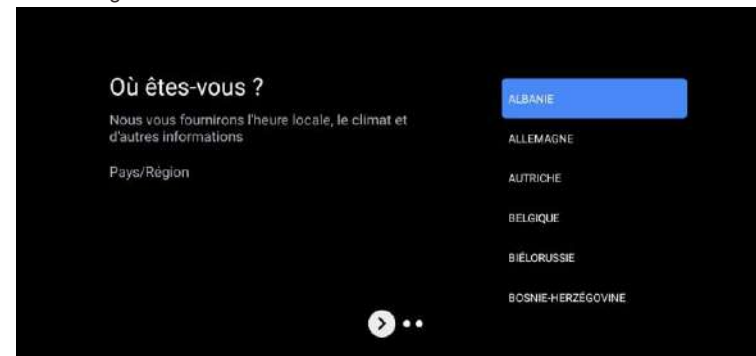 Où êtes-vous ?
Nous vous fournirons l'heure locale, le climat et
d'autres informations
Pays/Région
ALBANIE
ALLEMAGNE
AUTRICHE
BELGIQUE
BIÉLORUSSIE
BOSNIE-HERZÉGOVINE